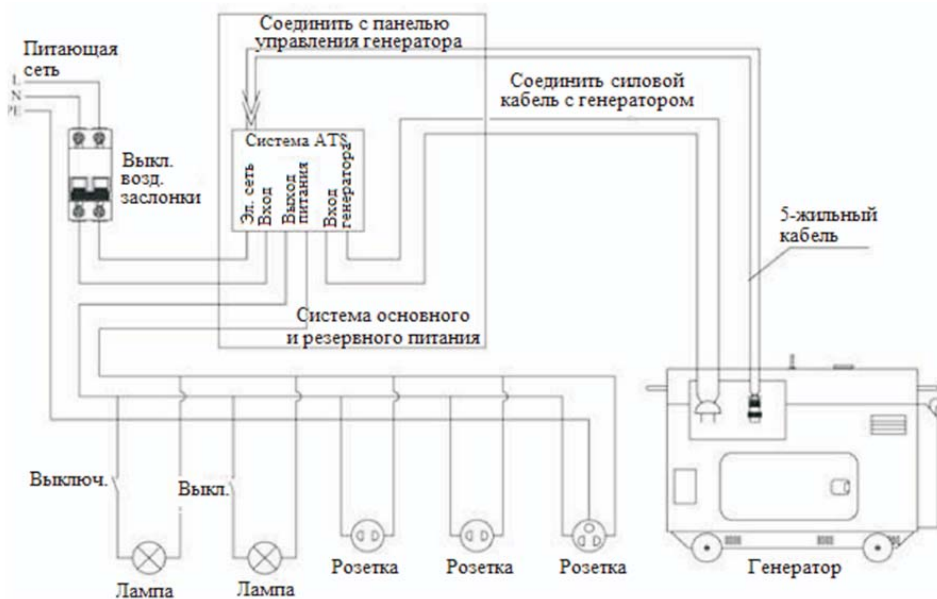 Соединить с панелью
управления генератора
Питающая
сеть
L
N
PE
Соединить силовой
кабель с генератором
Система ATS
Эл. сеть
Вход
Выход
питания
Вход
генератора
Выкл.
возд.
заслонки
5-жильный
кабель
Система основного
и резервного питания
Выключ.
Выкл.
Лампа
Лампа
Розетка
Розетка
Розетка
Генератор